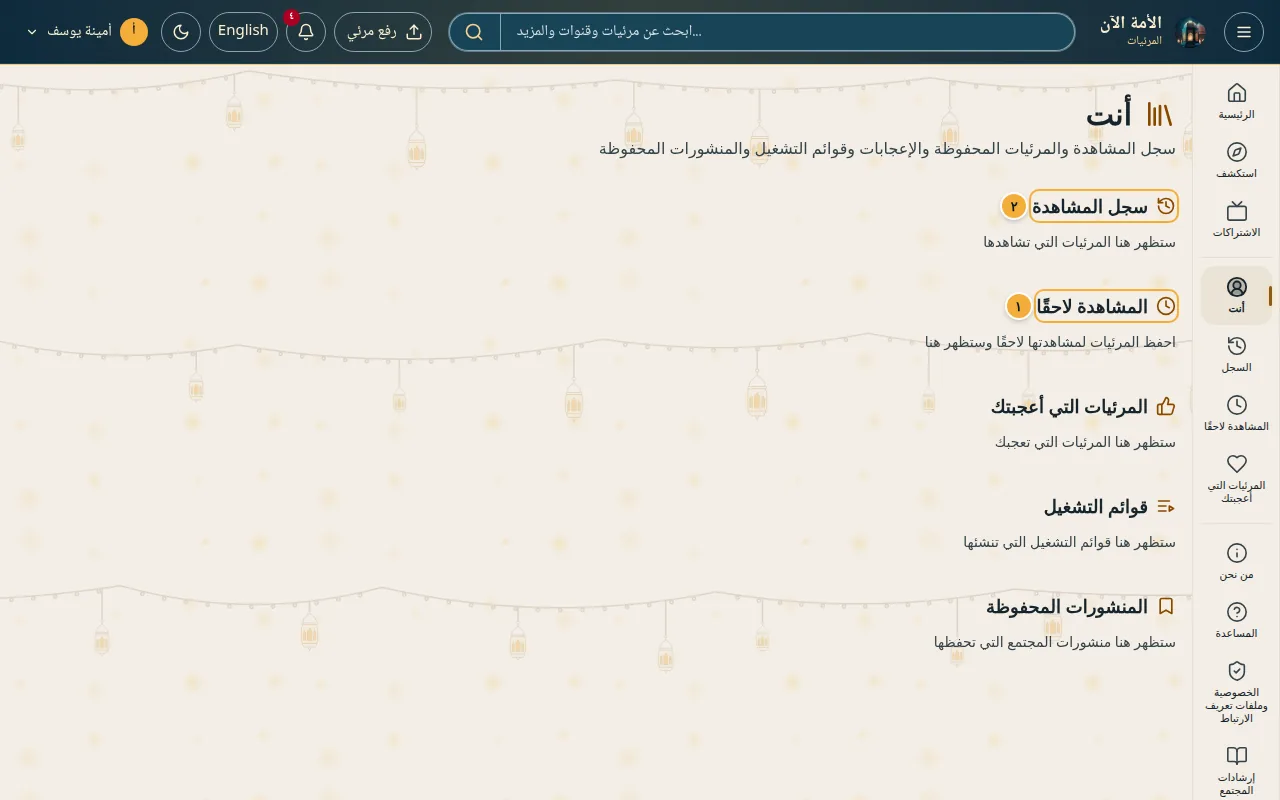 الأمة الآن
المرئيات
ابحث عن مرئيات وقنوات والمزيد...
رفع مرئي
٤
English
أ
أمينة يوسف
الرئيسية
استكشف
الاشتراكات
أنت
السجل
المشاهدة لاحقًا
المرئيات التي
أعجبتك
من نحن
المساعدة
الخصوصية
وملفات تعريف
الارتباط
إرشادات
المجتمع
أنت
سجل المشاهدة والمرئيات المحفوظة والإعجابات وقوائم التشغيل والمنشورات المحفوظة
سجل المشاهدة ٢
ستظهر هنا المرئيات التي تشاهدها
المشاهدة لاحقًا ١
احفظ المرئيات لمشاهدتها لاحقًا وستظهر هنا
المرئيات التي أعجبتك
ستظهر هنا المرئيات التي تعجبك
قوائم التشغيل
ستظهر هنا قوائم التشغيل التي تنشئها
المنشورات المحفوظة
ستظهر هنا منشورات المجتمع التي تحفظها